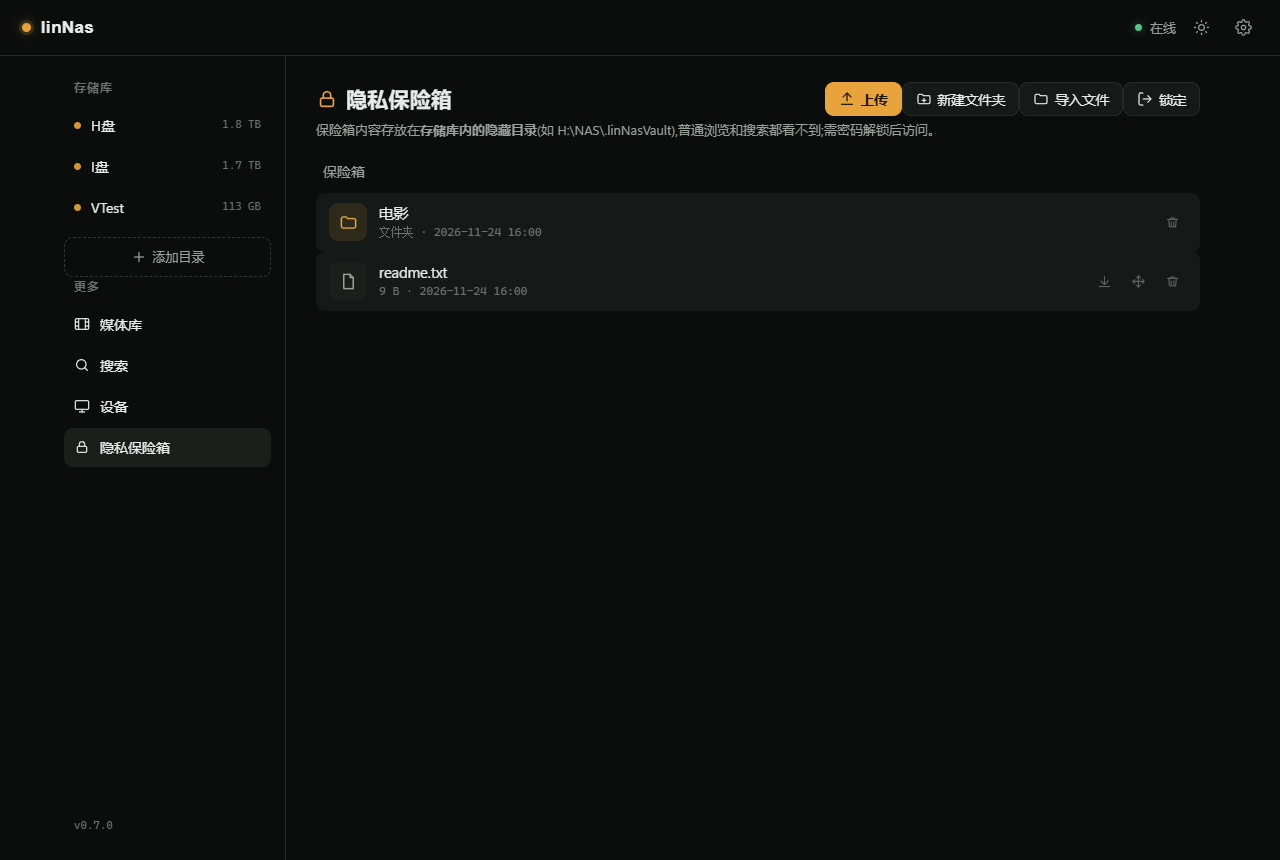 linNas
在线
存储库
H盘 1.8 TB
I盘 1.7 TB
VTest 113 GB
添加目录
更多
媒体库
搜索
设备
隐私保险箱
v0.7.0
隐私保险箱
上传 新建文件夹 导入文件 锁定
保险箱内容存放在存储库内的隐藏目录(如 H:\NAS\.linNasVault),普通浏览和搜索都看不到;需密码解锁后访问。
保险箱
电影
文件夹 · 2026-11-24 16:00
readme.txt
9 B · 2026-11-24 16:00